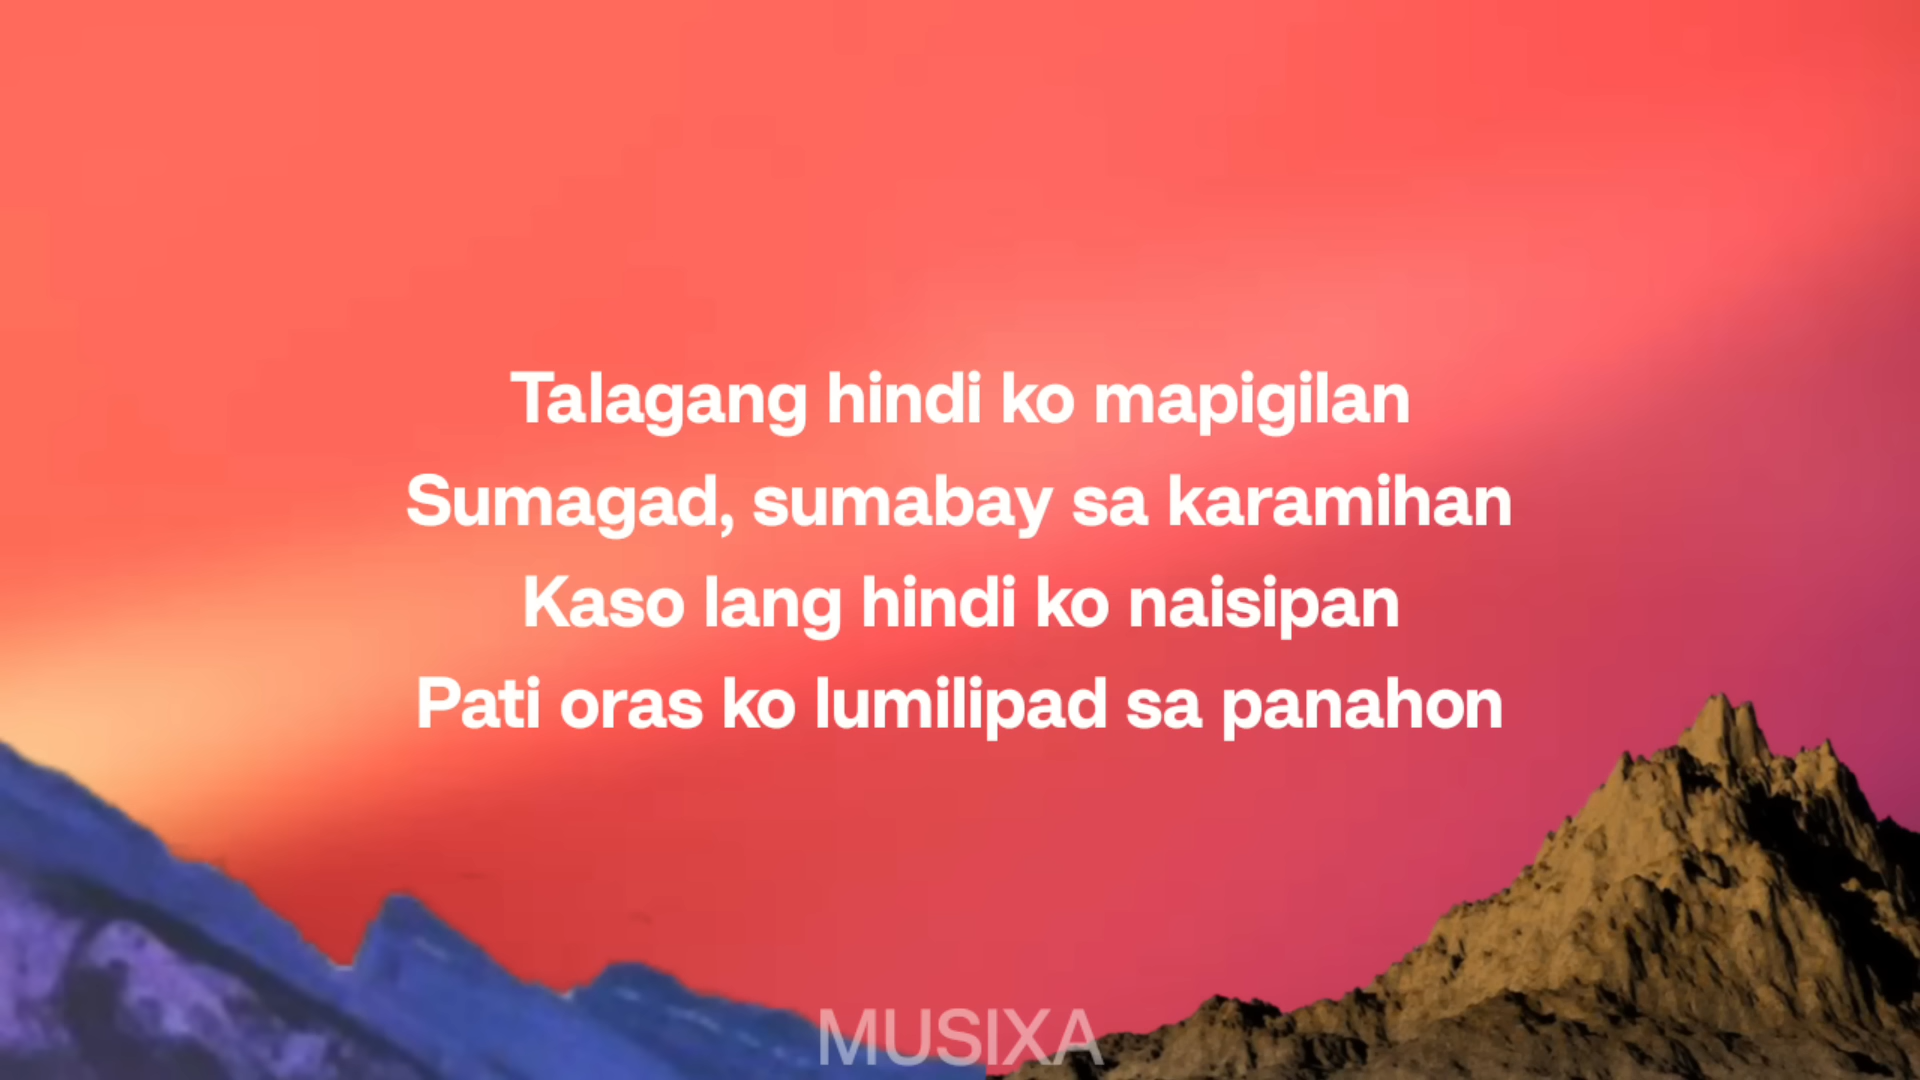 Talagang hindi ko mapigilan
Sumagad, sumabay sa karamihan
Kaso lang hindi ko naisipan
Pati oras ko lumilipad sa panahon
MUSIXA